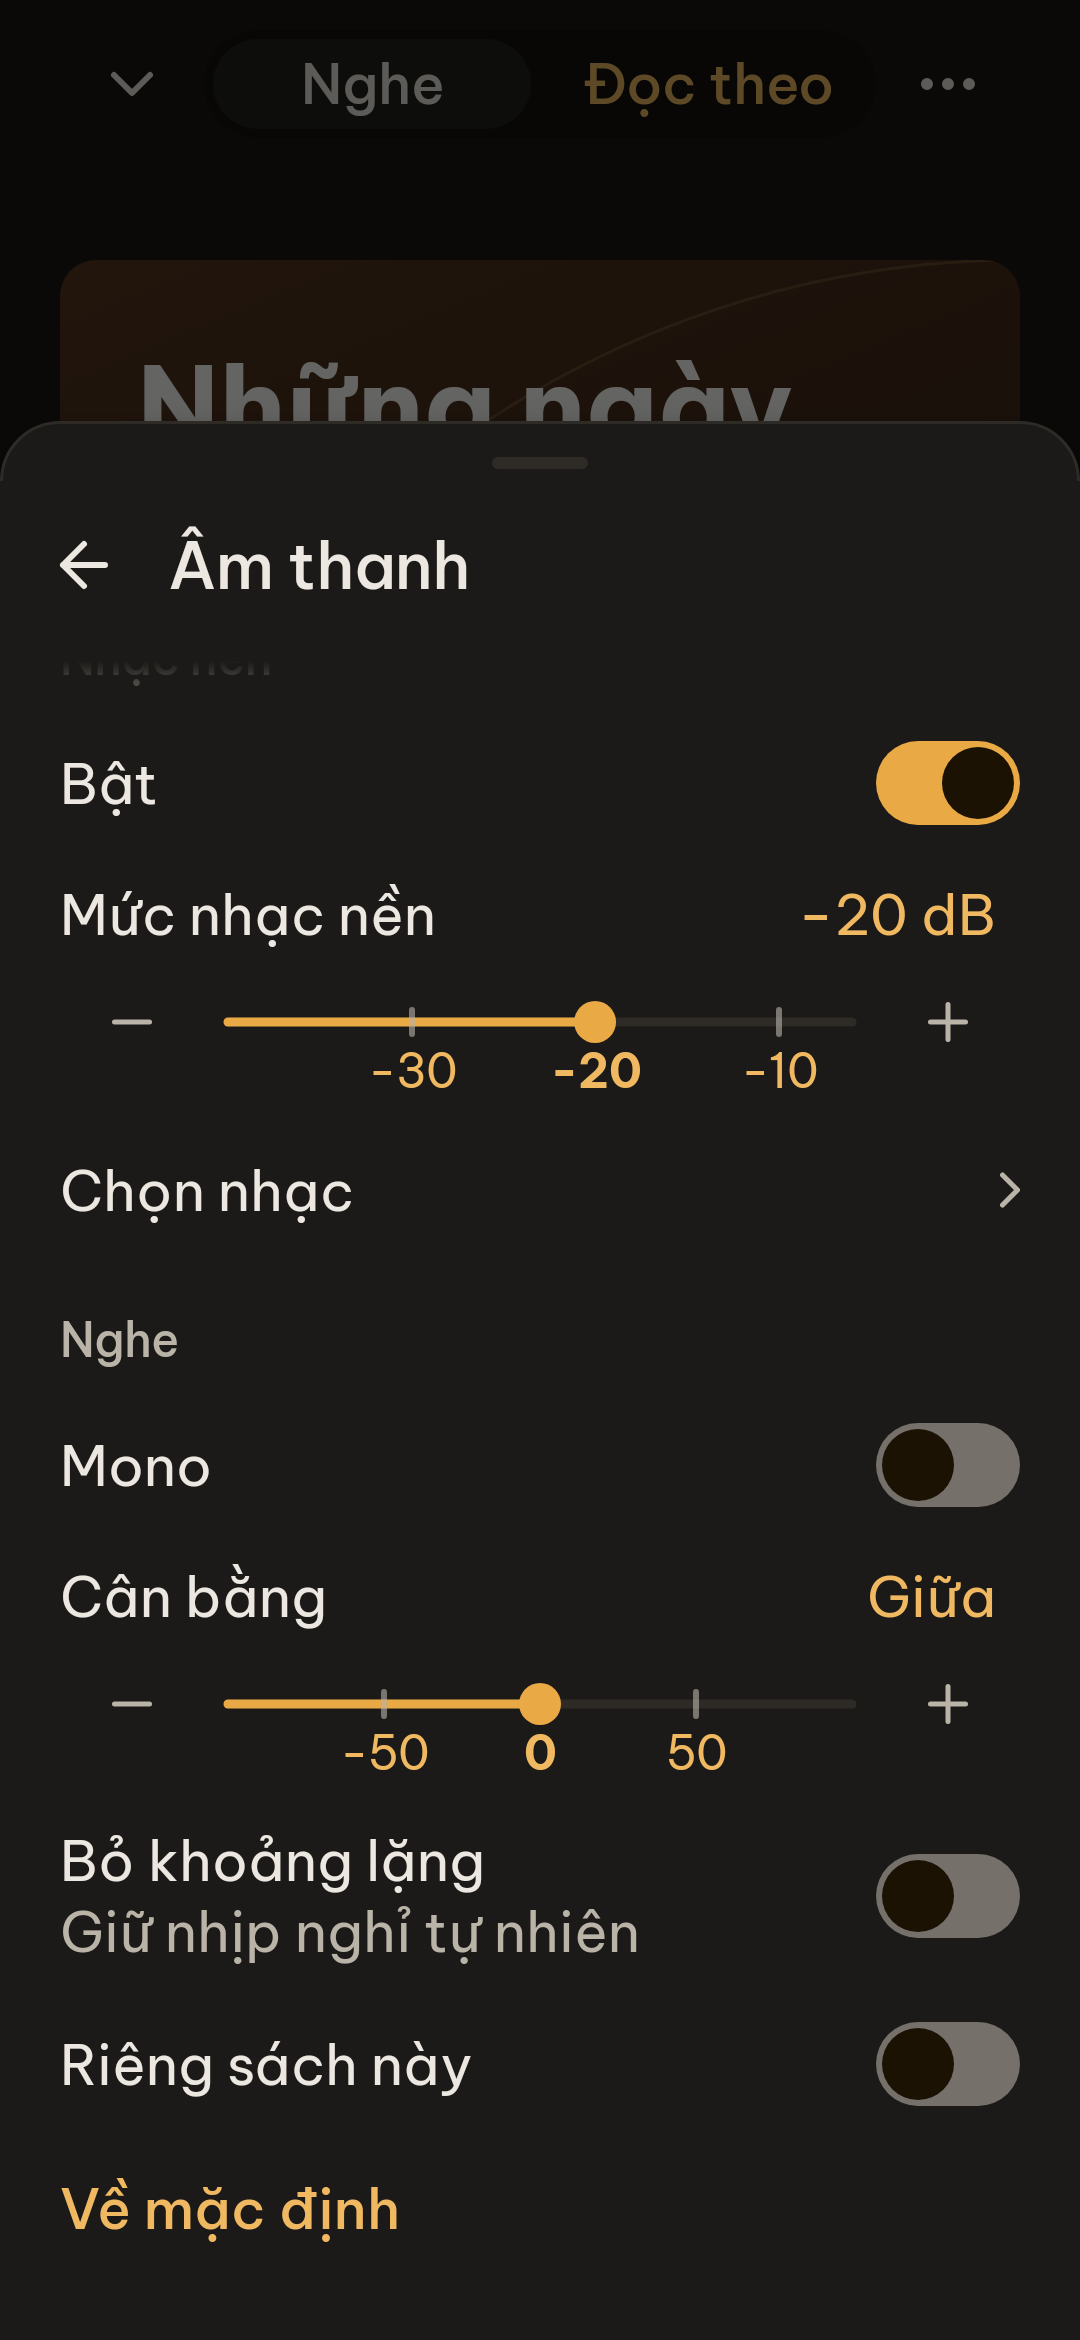 Nghe
Đọc theo
Những ngày
Âm thanh
Nhạc nền
Bật
Mức nhạc nền
-20 dB
-30
-20
-10
Chọn nhạc
Nghe
Mono
Cân bằng
Giữa
-50
0
50
Bỏ khoảng lặng
Giữ nhịp nghỉ tự nhiên
Riêng sách này
Về mặc định